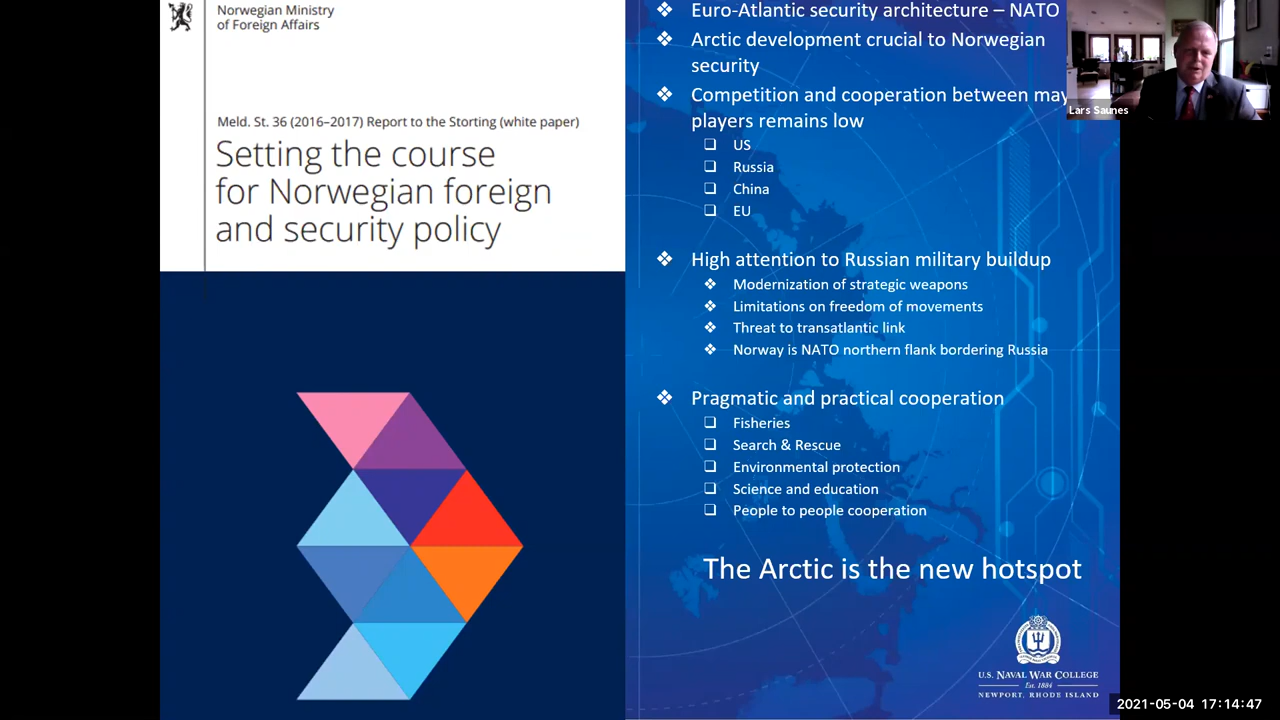 Norwegian Ministry
of Foreign Affairs
Meld. St. 36 (2016–2017) Report to the Storting (white paper)
Setting the course
for Norwegian foreign
and security policy
❖ Euro-Atlantic security architecture – NATO
❖ Arctic development crucial to Norwegian
security
❖ Competition and cooperation between may
players remains low
❑ US
❑ Russia
❑ China
❑ EU
❖ High attention to Russian military buildup
❖ Modernization of strategic weapons
❖ Limitations on freedom of movements
❖ Threat to transatlantic link
❖ Norway is NATO northern flank bordering Russia
❖ Pragmatic and practical cooperation
❑ Fisheries
❑ Search & Rescue
❑ Environmental protection
❑ Science and education
❑ People to people cooperation
The Arctic is the new hotspot
U.S. Naval War College
Est. 1884
Newport, Rhode Island
Lars Saunes
2021-05-04 17:14:47